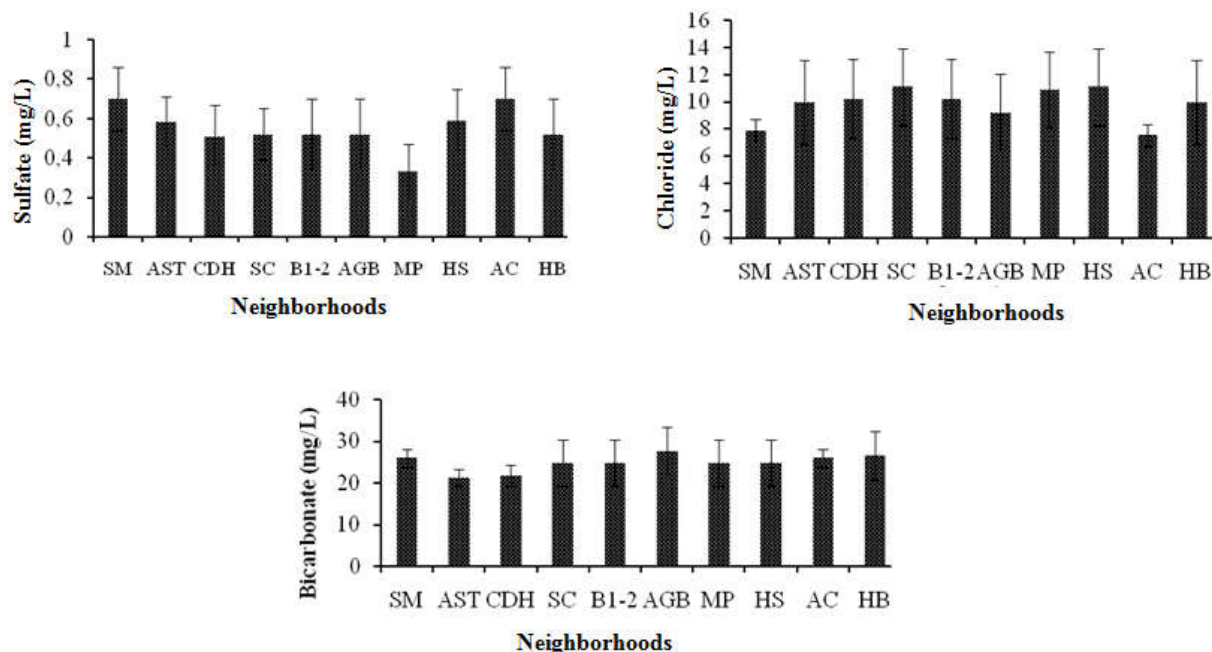 Sulfate (mg/L)
1
0,8
0,6
0,4
0,2
0
SM AST CDH SC B1-2 AGB MP HS AC HB
Neighborhoods
Chloride (mg/L)
16
14
12
10
8
6
4
2
0
SM AST CDH SC B1-2 AGB MP HS AC HB
Neighborhoods
Bicarbonate (mg/L)
40
30
20
10
0
SM AST CDH SC B1-2 AGB MP HS AC HB
Neighborhoods